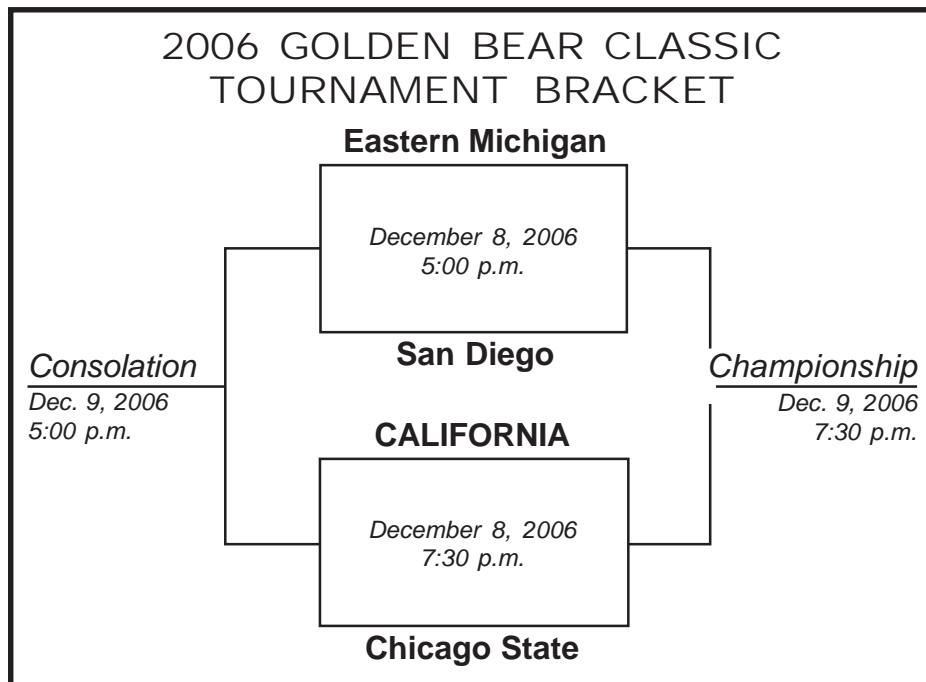 2006 GOLDEN BEAR CLASSIC
TOURNAMENT BRACKET
Eastern Michigan
December 8, 2006
5:00 p.m.
San Diego
Consolation
Dec. 9, 2006
5:00 p.m.
Championship
Dec. 9, 2006
7:30 p.m.
CALIFORNIA
December 8, 2006
7:30 p.m.
Chicago State